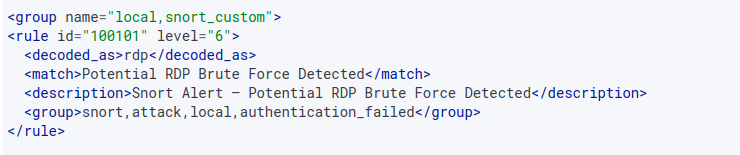 <group name="local,snort_custom">
<rule id="100101" level="6">
<decoded_as>rdp</decoded_as>
<match>Potential RDP Brute Force Detected</match>
<description>Snort Alert – Potential RDP Brute Force Detected</description>
<group>snort,attack,local,authentication_failed</group>
</rule>